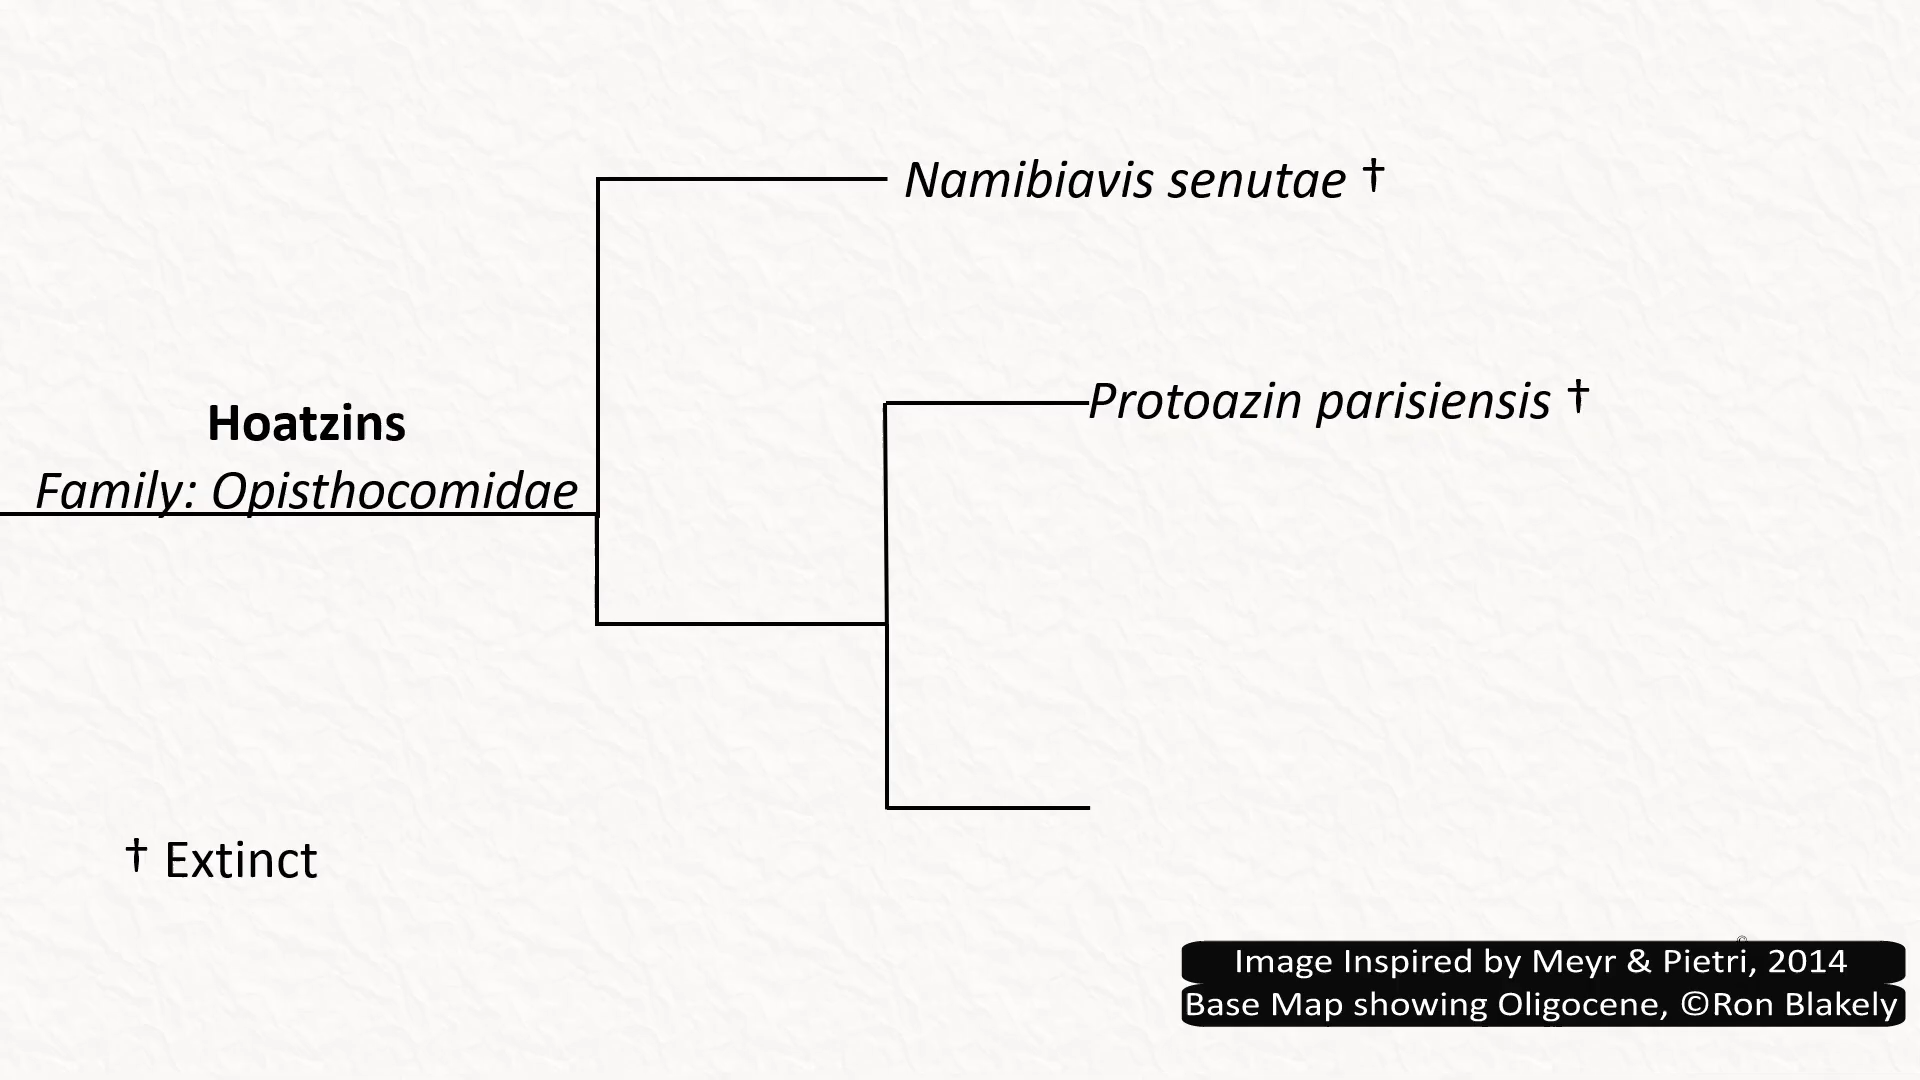 Namibiavis senutae †
Protoazin parisiensis †
Hoatzins
Family: Opisthocomidae
† Extinct
©
Image Inspired by Meyr & Pietri, 2014
Base Map showing Oligocene, ©Ron Blakely